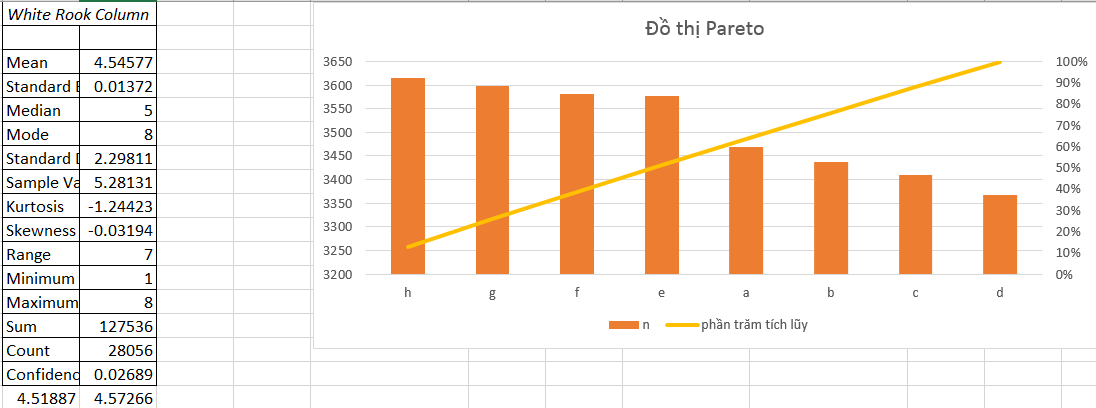 White Rook Column
Mean 4.54577
Standard E 0.01372
Median 5
Mode 8
Standard D 2.29811
Sample Va 5.28131
Kurtosis -1.24423
Skewness -0.03194
Range 7
Minimum 1
Maximum 8
Sum 127536
Count 28056
Confidenc 0.02689
4.51887 4.57266
Đồ thị Pareto
3650 100%
3600 90%
3550 80%
3500 70%
3450 60%
3400 50%
3350 40%
3300 30%
3250 20%
3200 10%
0%
h g f e a b c d
n phần trăm tích lũy